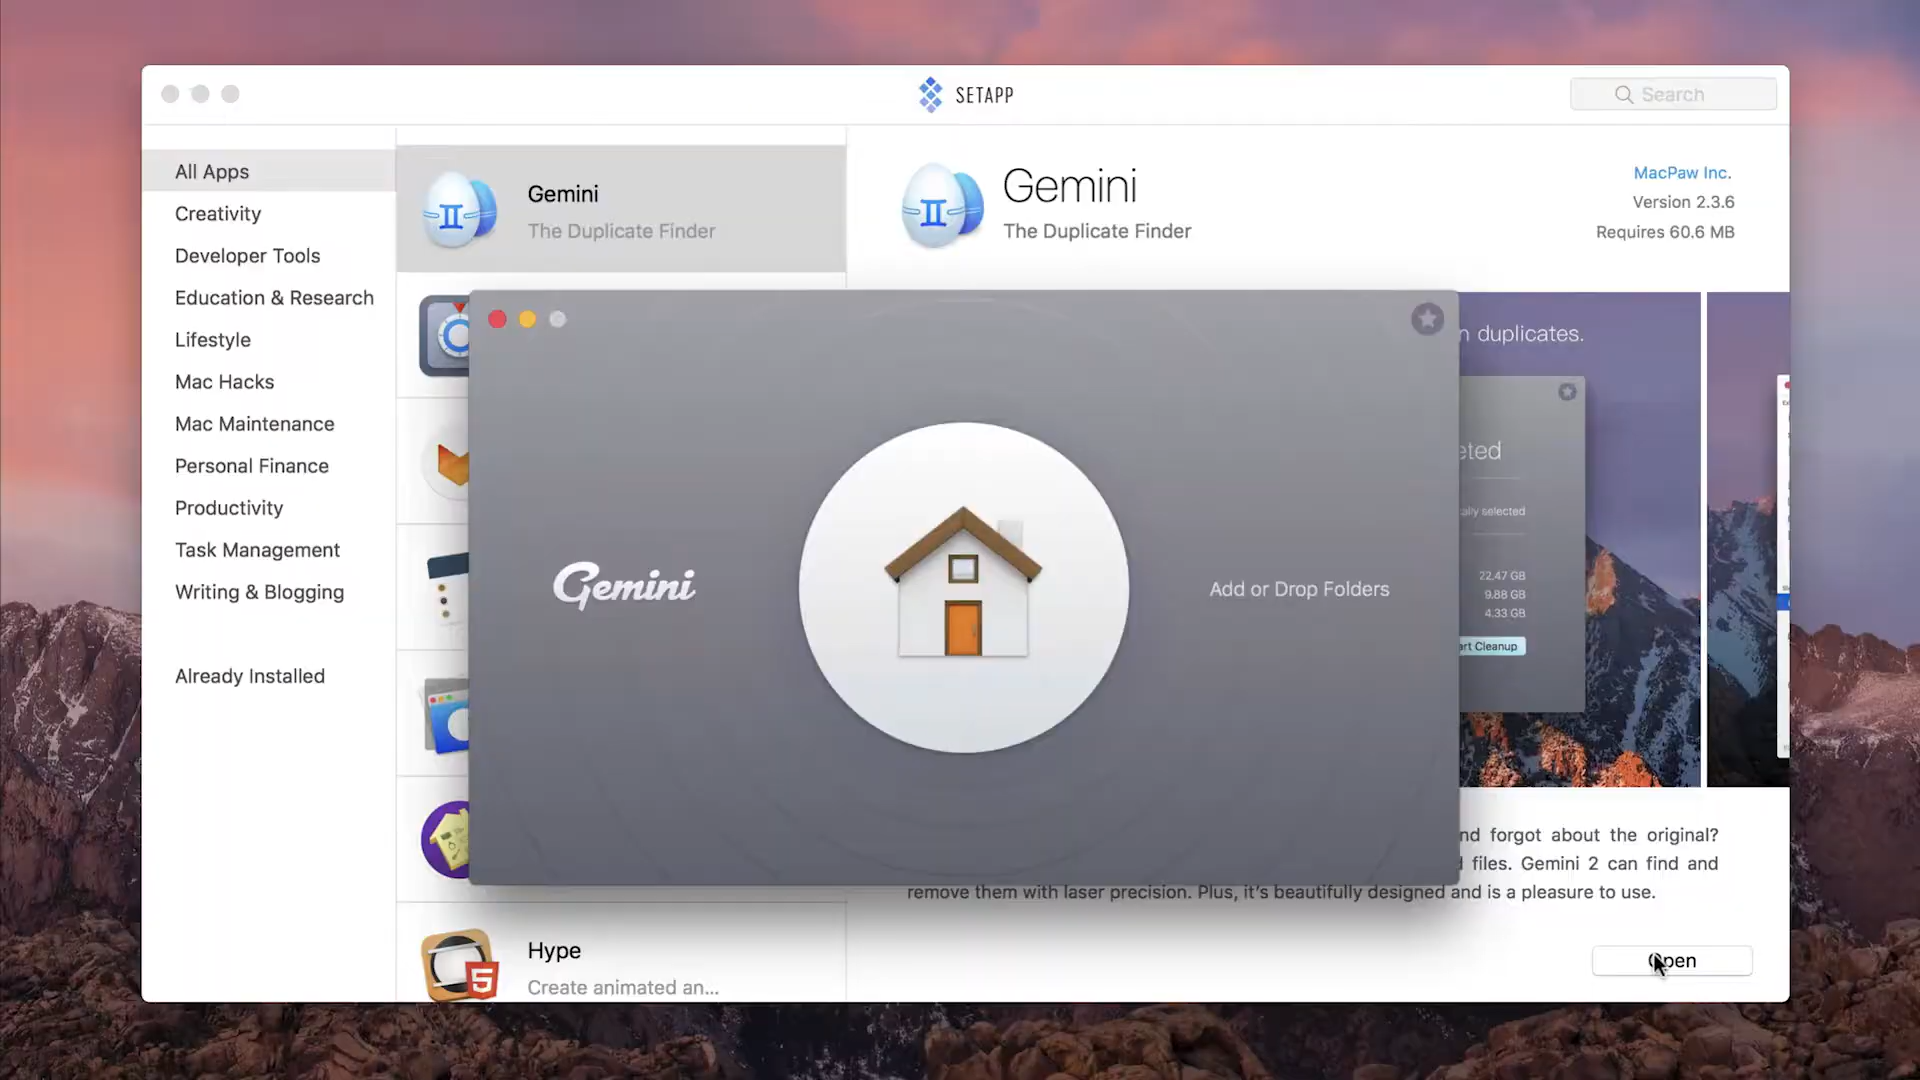 SETAPP
Search
All Apps
Creativity
Developer Tools
Education & Research
Lifestyle
Mac Hacks
Mac Maintenance
Personal Finance
Productivity
Task Management
Writing & Blogging
Already Installed
Gemini
The Duplicate Finder
Hype
Create animated an...
5
Gemini
The Duplicate Finder
MacPaw Inc.
Version 2.3.6
Requires 60.6 MB
duplicates.
selected
22.47 GB
9.88 GB
4.33 GB
Cleanup
Gemini
Add or Drop Folders
forgot about the original?
files. Gemini 2 can find and
remove them with laser precision. Plus, it's beautifully designed and is a pleasure to use.
Open